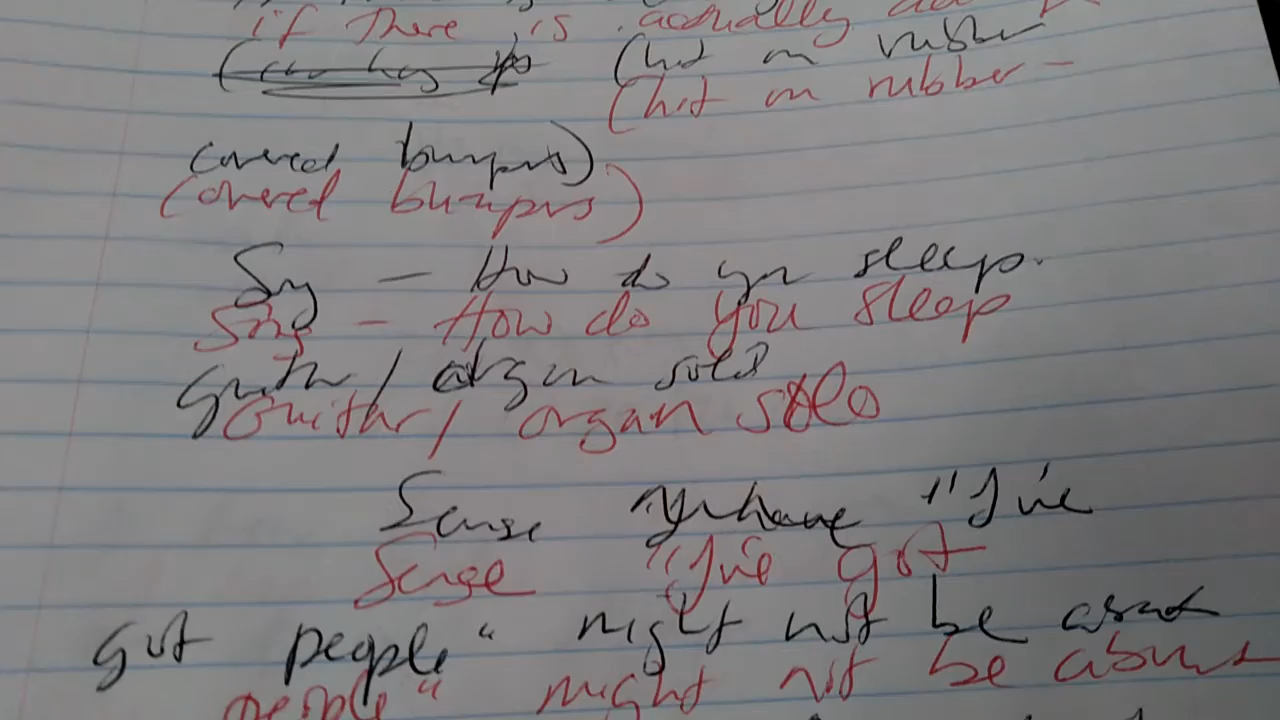 if there is actually
(hit on rubber
(hit on rubber -
covered bumpers)
(covered bumpers)
Song - How do you sleep.
Song - How do you sleep
guitar / organ solo
Guitar / organ solo
Sense "I've
Sense "I've got
got people" might not be about
people" might not be about